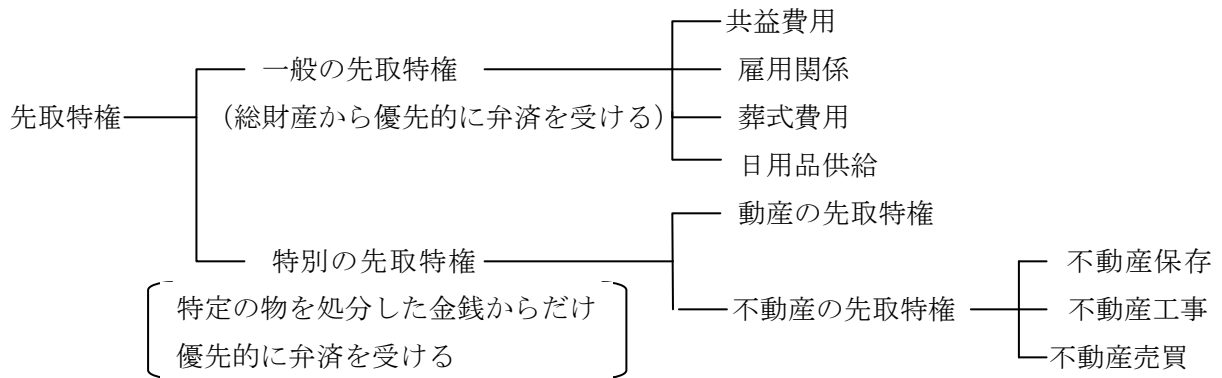 先取特権
一般の先取特権
（総財産から優先的に弁済を受ける）
共益費用
雇用関係
葬式費用
日用品供給
特別の先取特権
特定の物を処分した金銭からだけ
優先的に弁済を受ける
動産の先取特権
不動産の先取特権
不動産保存
不動産工事
不動産売買